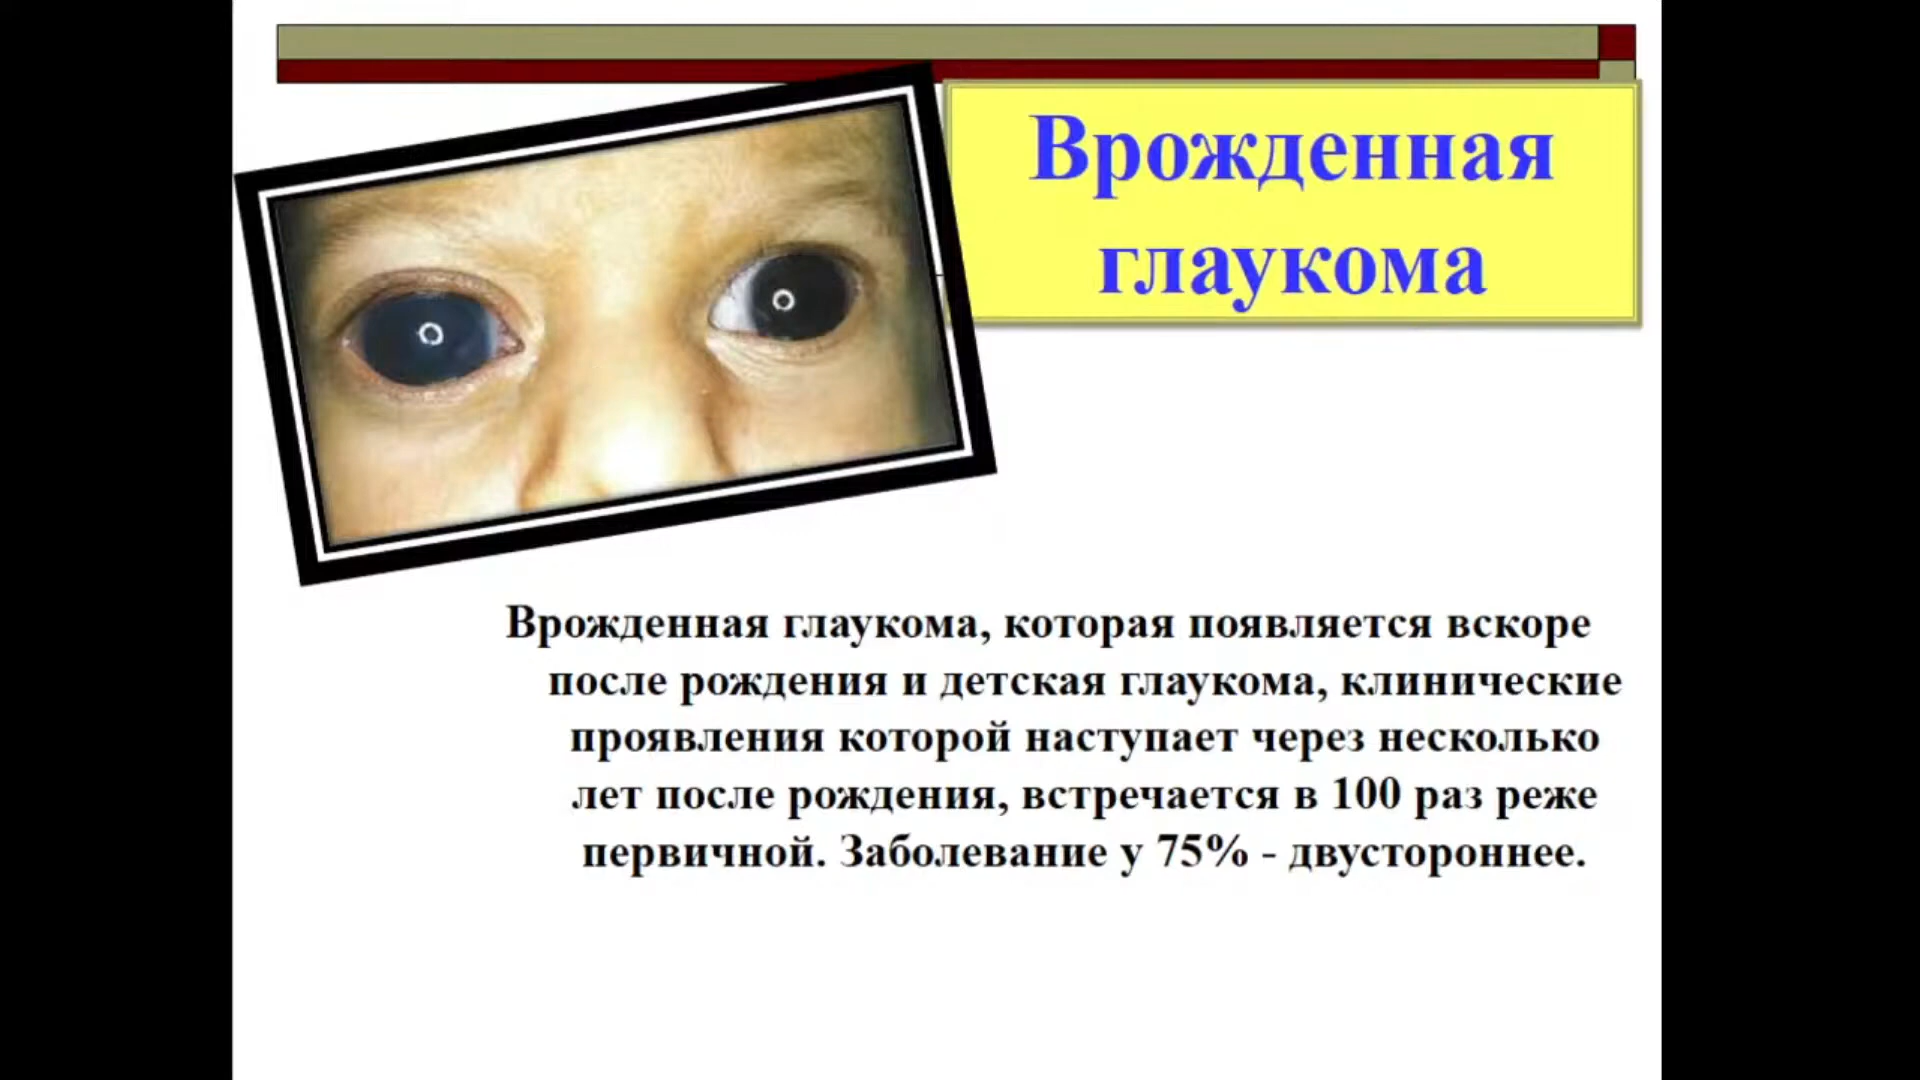 Врожденная
глаукома
Врожденная глаукома, которая появляется вскоре
после рождения и детская глаукома, клинические
проявления которой наступает через несколько
лет после рождения, встречается в 100 раз реже
первичной. Заболевание у 75% - двустороннее.